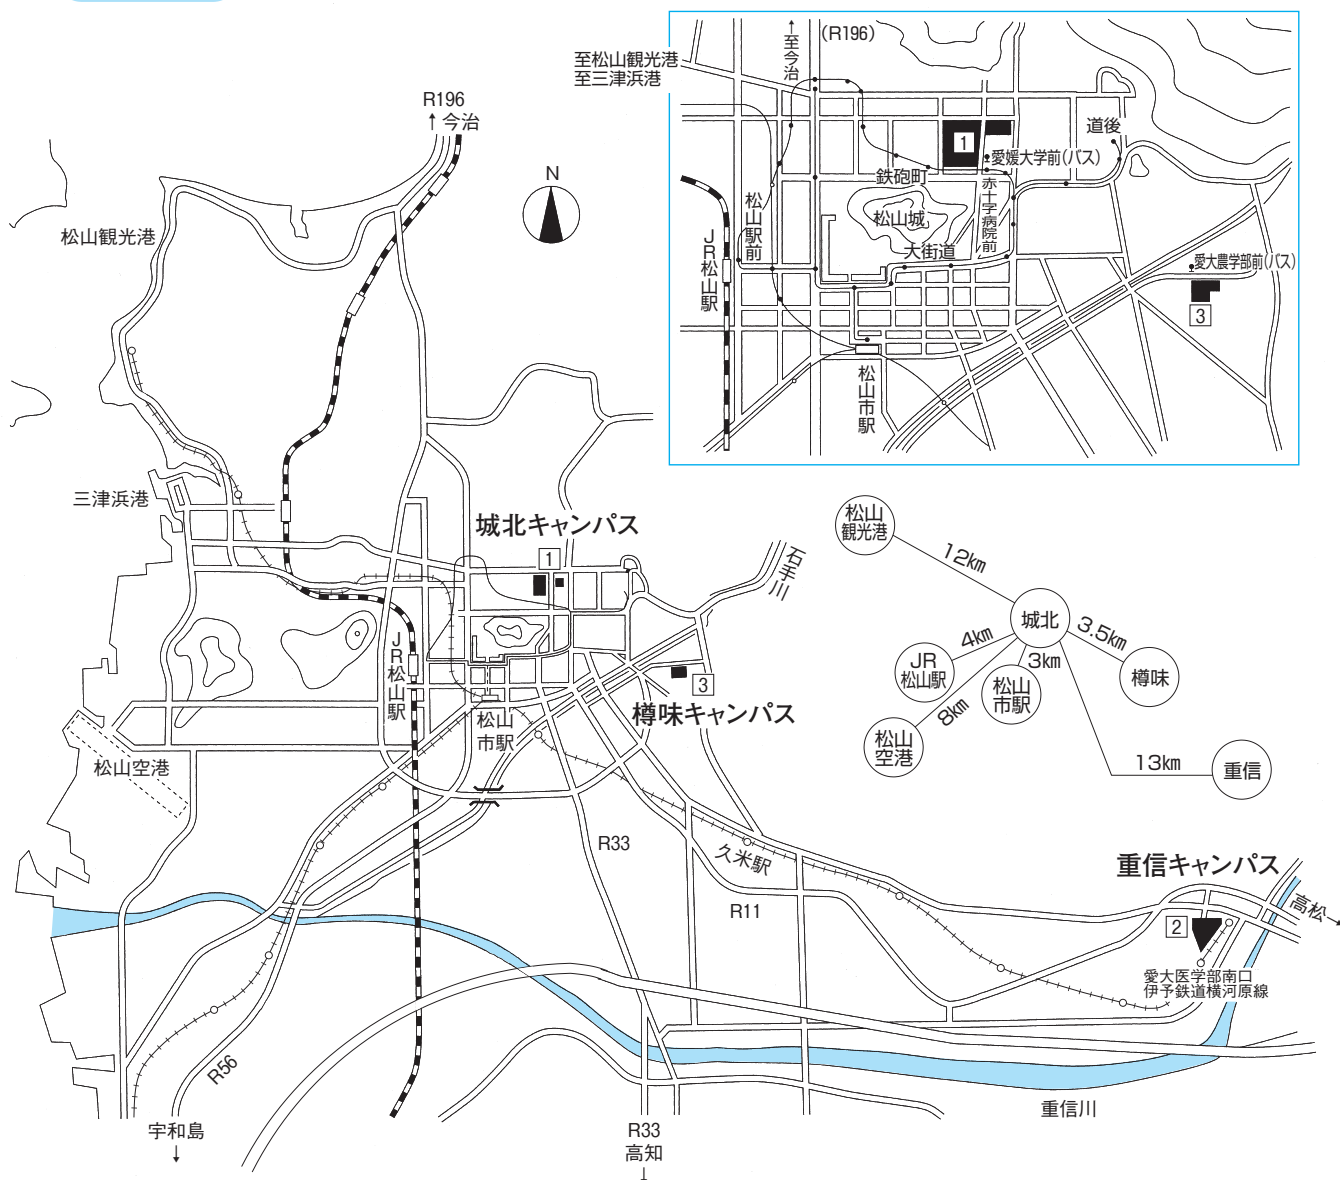 至松山観光港
至三津浜港
↑至今治
(R196)
1
愛媛大学前(バス)
道後
鉄砲町
赤十字病院前
松山城
大街道
松山駅前
JR松山駅
愛大農学部前(バス)
3
松山市駅
R196
↑今治
N
松山観光港
三津浜港
城北キャンパス
1
石手川
JR松山駅
3
樽味キャンパス
松山
市駅
松山空港
R33
久米駅
R11
重信キャンパス
高松→
2
愛大医学部南口
伊予鉄道横河原線
R56
重信川
宇和島
↓
R33
高知
↓
松山
観光港
12km
城北
3.5km
4km
JR
松山駅
3km
樽味
松山
市駅
8km
松山
空港
13km
重信